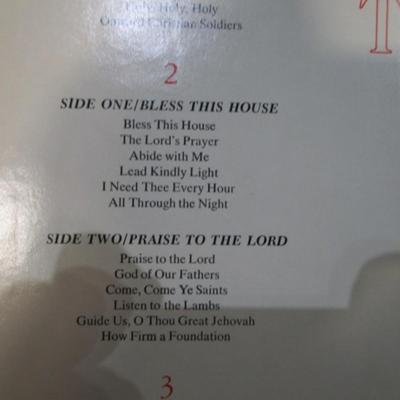 Holy, Holy, Holy
Onward Christian Soldiers
2
SIDE ONE/BLESS THIS HOUSE
Bless This House
The Lord's Prayer
Abide with Me
Lead Kindly Light
I Need Thee Every Hour
All Through the Night
SIDE TWO/PRAISE TO THE LORD
Praise to the Lord
God of Our Fathers
Come, Come Ye Saints
Listen to the Lambs
Guide Us, O Thou Great Jehovah
How Firm a Foundation
3
T